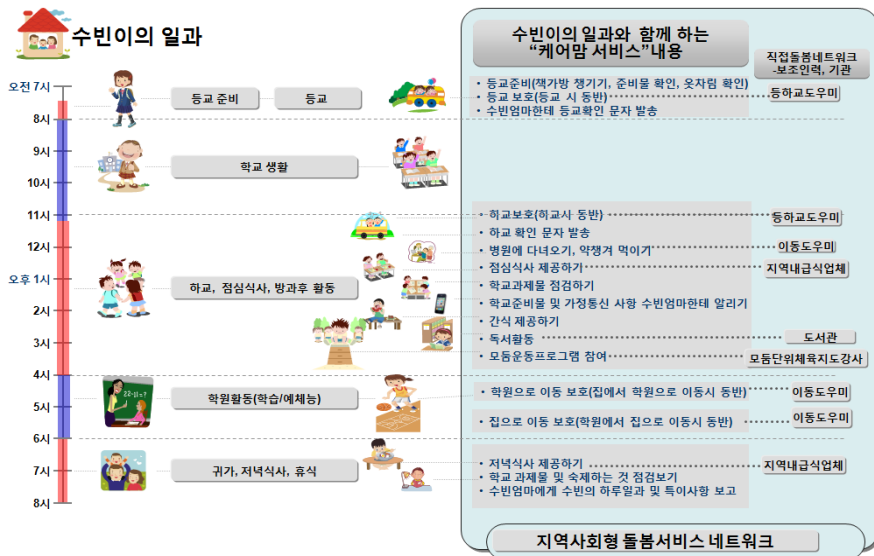 수빈이의 일과
오전 7시
8시
9시
10시
11시
12시
오후 1시
2시
3시
4시
5시
6시
7시
8시
등교 준비
등교
학교 생활
하교, 점심식사, 방과후 활동
학원활동(학습/예체능)
귀가, 저녁식사, 휴식
수빈이의 일과와 함께 하는
“케어맘 서비스”내용
직접돌봄네트워크
-보조인력, 기관
• 등교준비(책가방 챙기기, 준비물 확인, 옷차림 확인)
• 등교 보호(등교 시 동반)
등하교도우미
• 수빈엄마한테 등교확인 문자 발송
• 하교보호(하교시 동반)
등하교도우미
• 하교 확인 문자 발송
• 병원에 다녀오기, 약챙겨 먹이기
이동도우미
• 점심식사 제공하기
지역내급식업체
• 학교과제물 점검하기
• 학교준비물 및 가정통신 사항 수빈엄마한테 알리기
• 간식 제공하기
• 독서활동
도서관
• 모둠운동프로그램 참여
모둠단위체육지도강사
• 학원으로 이동 보호(집에서 학원으로 이동시 동반)
이동도우미
• 집으로 이동 보호(학원에서 집으로 이동시 동반)
이동도우미
• 저녁식사 제공하기
지역내급식업체
• 학교 과제물 및 숙제하는 것 점검보기
• 수빈엄마에게 수빈의 하루일과 및 특이사항 보고
지역사회형 돌봄서비스 네트워크